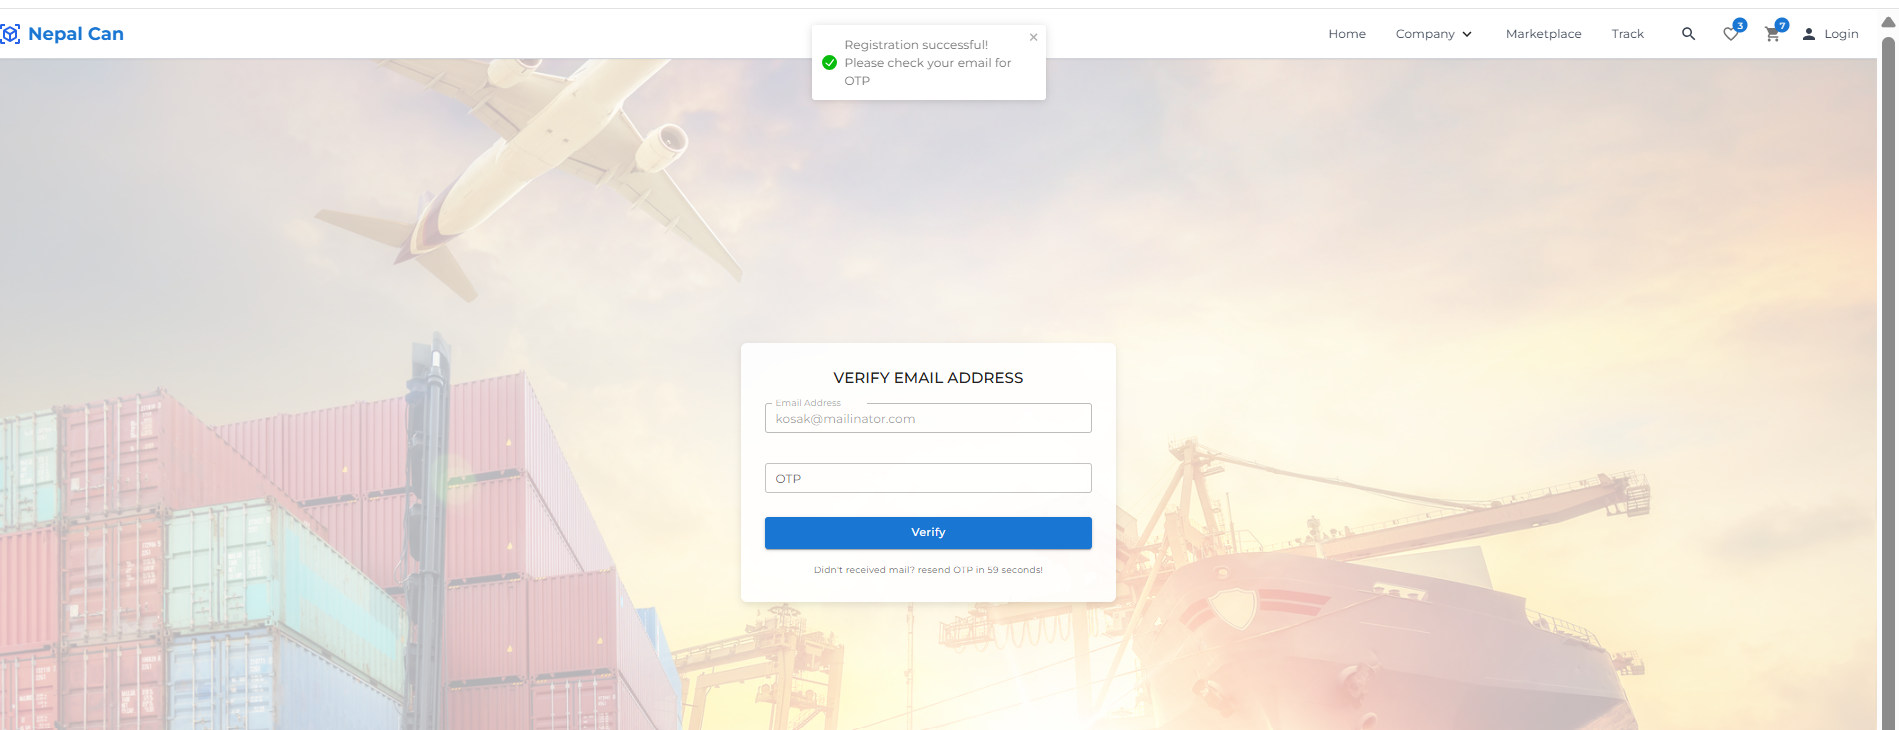 Nepal Can
Registration successful!
Please check your email for
OTP
Home
Company
Marketplace
Track
3
7
Login
VERIFY EMAIL ADDRESS
Email Address
kosak@mailinator.com
OTP
Verify
Didn't received mail? resend OTP in 59 seconds!